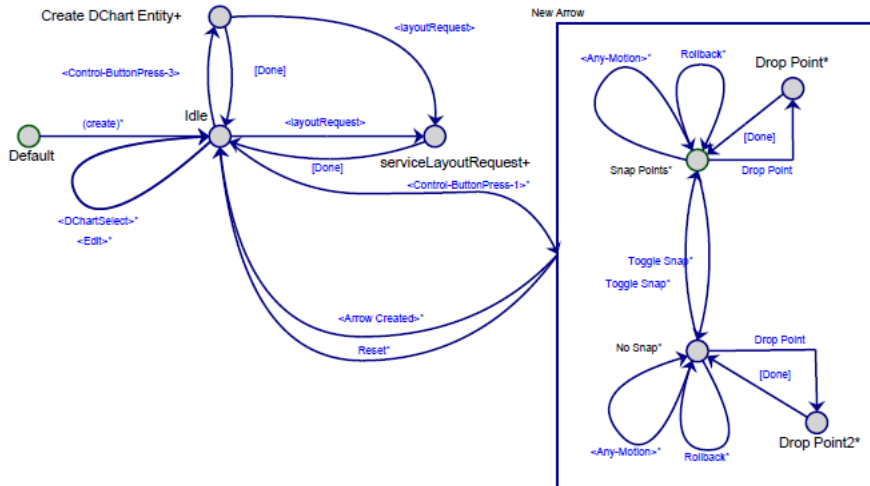 Create DChart Entity+
New Arrow
<layoutRequest>
<Any-Motion>*
Rollback*
Drop Point*
<Control-ButtonPress-3>
[Done]
Idle
(create)*
<layoutRequest>
[Done]
Default
[Done]
serviceLayoutRequest+
Snap Points*
Drop Point
<Control-ButtonPress-1>*
<DChartSelect>*
<Edit>*
Toggle Snap*
Toggle Snap*
<Arrow Created>*
Reset*
No Snap*
Drop Point
[Done]
<Any-Motion>*
Rollback*
Drop Point2*